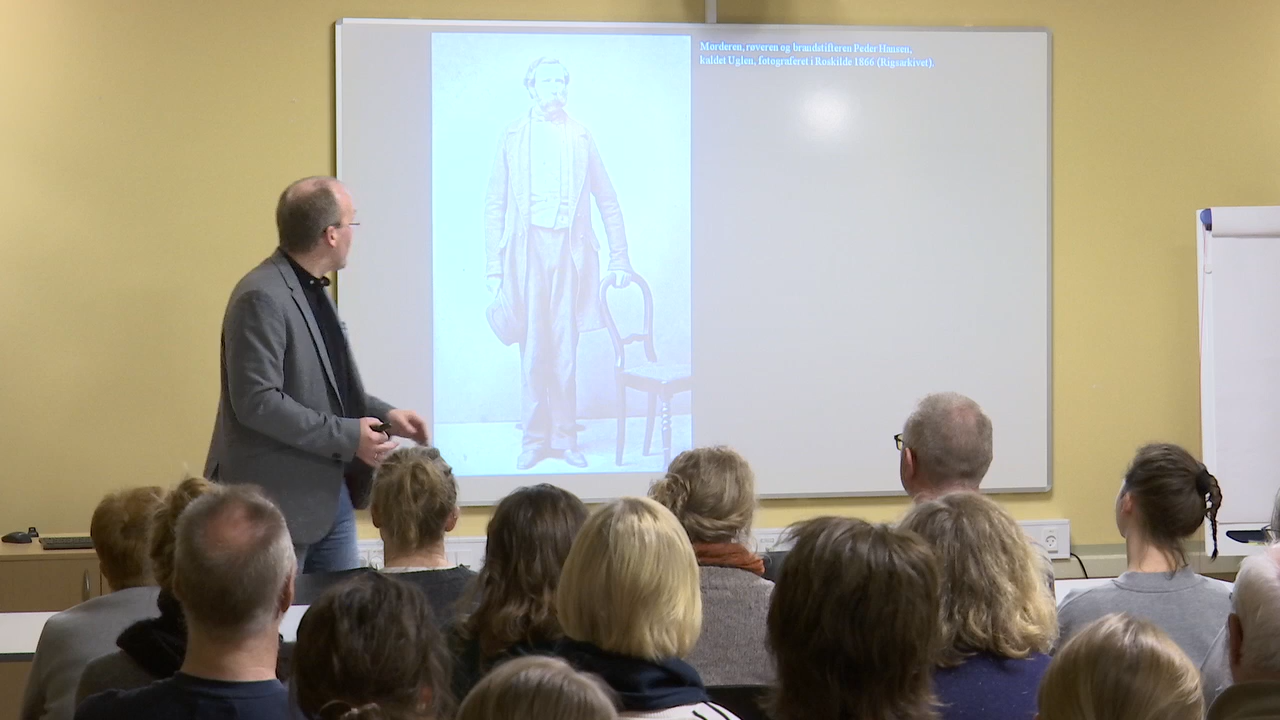 Morderen, røveren og brandstifteren Peder Hansen,
kaldet Uglen, fotograferet i Roskilde 1866 (Rigsarkivet).